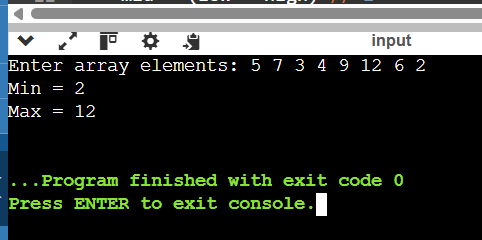 input
Enter array elements: 5 7 3 4 9 12 6 2
Min = 2
Max = 12
...Program finished with exit code 0
Press ENTER to exit console.